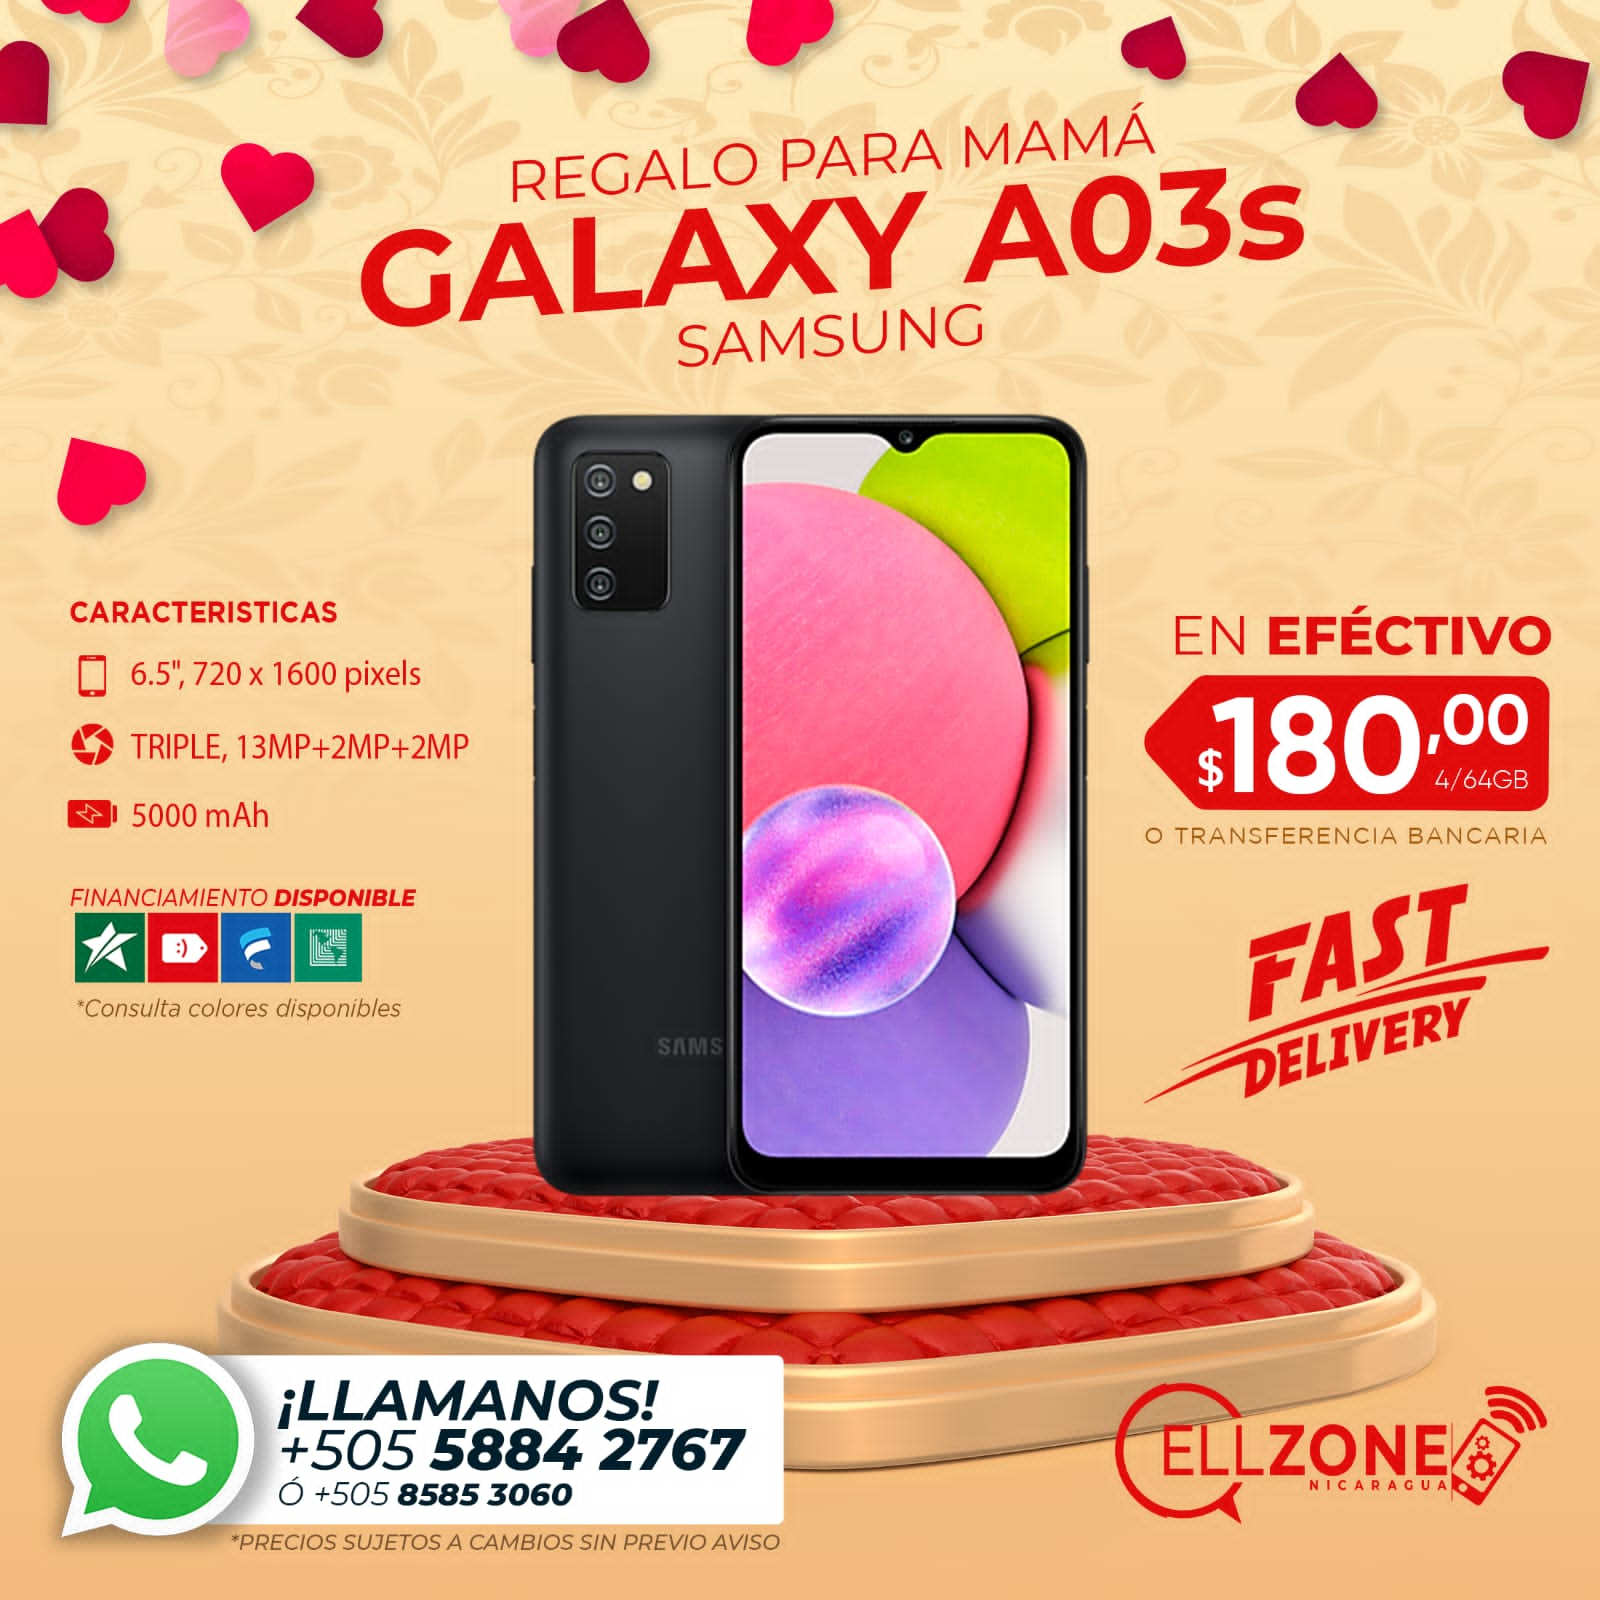 REGALO PARA MAMÁ
GALAXY A03s
SAMSUNG
CARACTERISTICAS
6.5", 720 x 1600 pixels
TRIPLE, 13MP+2MP+2MP
5000 mAh
FINANCIAMIENTO DISPONIBLE
*Consulta colores disponibles
SAMS
EN EFÉCTIVO
$180,00
4/64GB
O TRANSFERENCIA BANCARIA
FAST
DELIVERY
¡LLAMANOS!
+505 5884 2767
Ó +505 8585 3060
*PRECIOS SUJETOS A CAMBIOS SIN PREVIO AVISO
CELLZONE
NICARAGUA